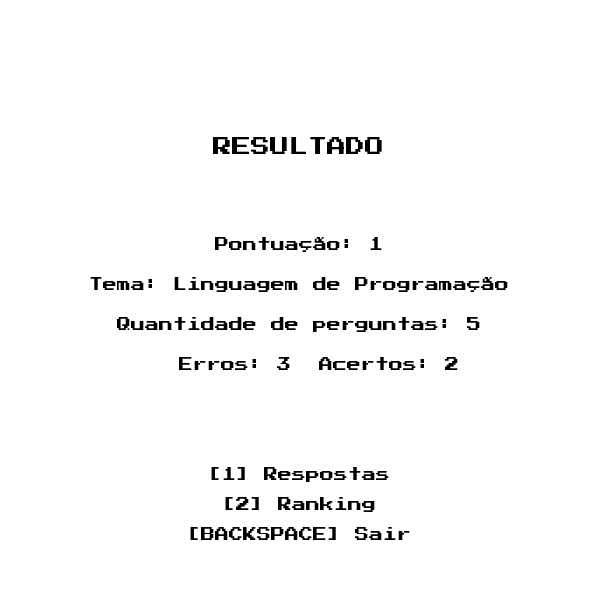 RESULTADO
Pontuação: 1
Tema: Linguagem de Programação
Quantidade de perguntas: 5
Erros: 3 Acertos: 2
[1] Respostas
[2] Ranking
[BACKSPACE] Sair